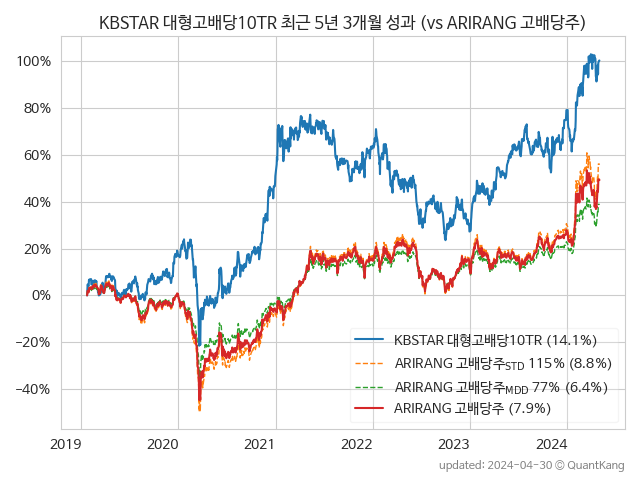 KBSTAR 대형고배당10TR 최근 5년 3개월 성과 (vs ARIRANG 고배당주)
100%
80%
60%
40%
20%
0%
−20%
−40%
KBSTAR 대형고배당10TR (14.1%)
ARIRANG 고배당주STD 115% (8.8%)
ARIRANG 고배당주MDD 77% (6.4%)
ARIRANG 고배당주 (7.9%)
2019 2020 2021 2022 2023 2024
updated: 2024-04-30 © QuantKang